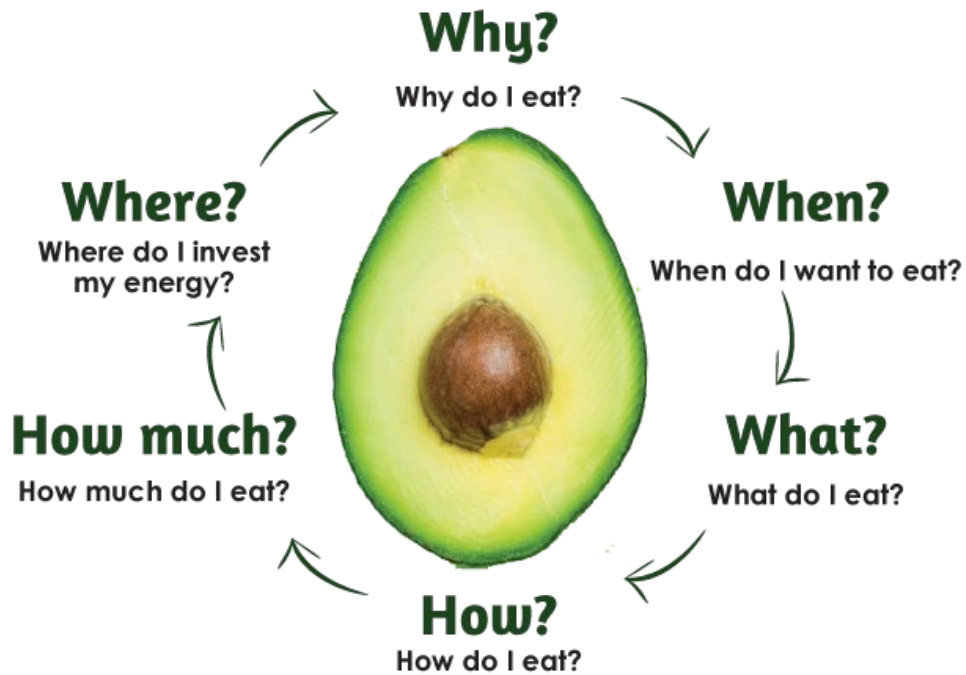 Why?
Why do I eat?
When?
When do I want to eat?
What?
What do I eat?
How?
How do I eat?
How much?
How much do I eat?
Where?
Where do I invest
my energy?